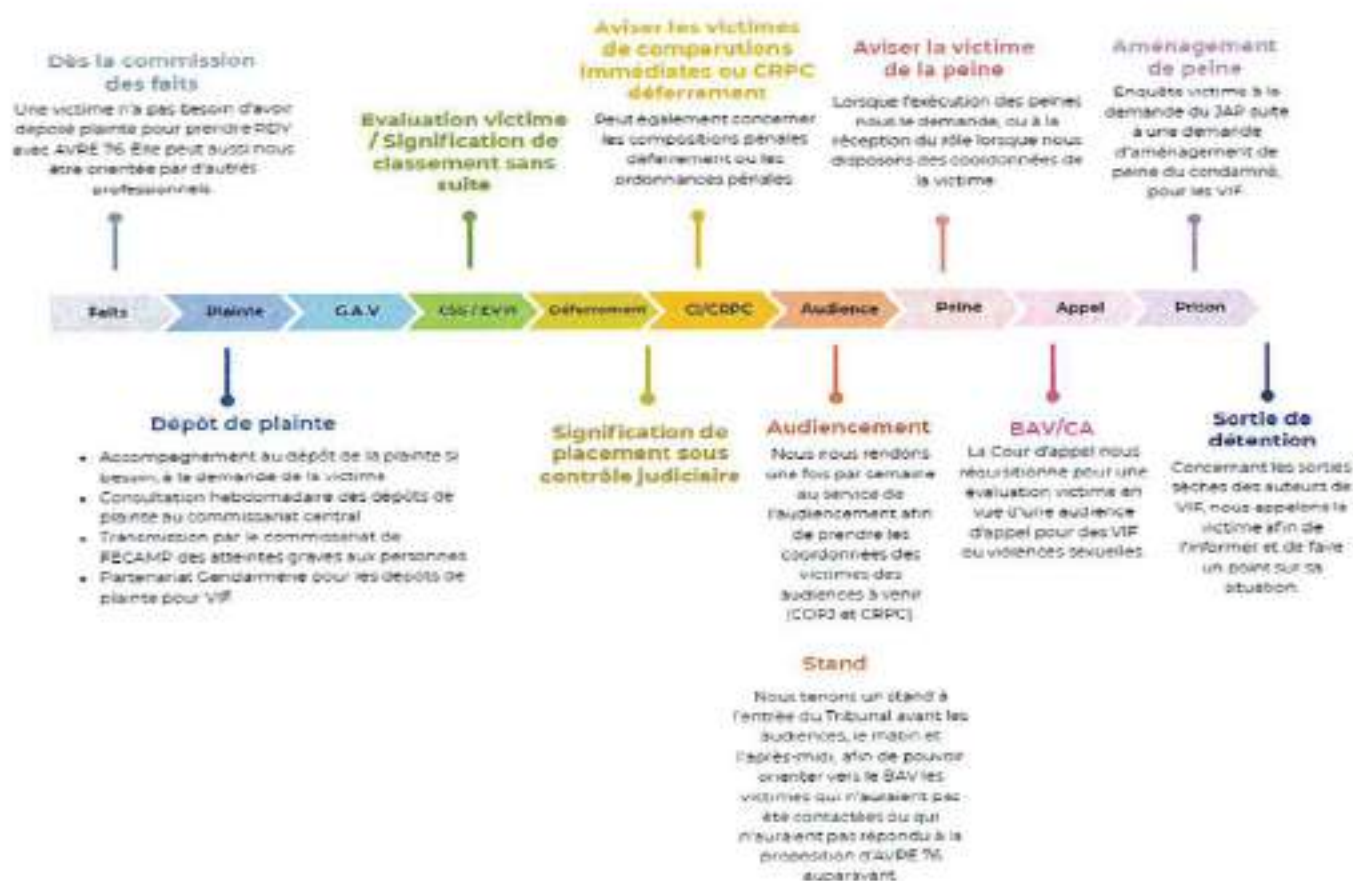 Dès la commission
des faits
Une victime n'a pas besoin d'avoir
déposé plainte pour prendre RDV
avec AVRE 76. Elle peut aussi nous
être orientée par d'autres
professionnels.
Evaluation victime
/ Signification de
classement sans
suite
Aviser les victimes
de comparutions
immédiates ou CRPC
déferrement
Peut également concerner
les compositions pénales
déferrement ou les
ordonnances pénales
Aviser la victime
de la peine
Lorsque l'exécution des peines
nous le demande, ou à la
réception du rôle lorsque nous
disposons des coordonnées de
la victime
Aménagement
de peine
Enquête victime à la
demande du JAP suite
à une demande
d'aménagement de
peine du condamné,
pour les VIF
Faits
Plainte
G.A.V
CSS / EVVI
Déferrement
CI/CRPC
Audience
Peine
Appel
Prison
Dépôt de plainte
• Accompagnement au dépôt de la plainte si
besoin, à la demande de la victime
• Consultation hebdomadaire des dépôts de
plainte au commissariat central
• Transmission par le commissariat de
FECAMP des atteintes graves aux personnes
• Partenariat Gendarmerie pour les dépôts de
plainte pour VIF
Signification de
placement sous
contrôle judiciaire
Audiencement
Nous nous rendons
une fois par semaine
au service de
l'audiencement afin
de prendre les
coordonnées des
victimes des
audiences à venir
(COPJ et CRPC)
Stand
Nous tenons un stand à
l'entrée du Tribunal avant les
audiences, le matin et
l'après-midi, afin de pouvoir
orienter vers le BAV les
victimes qui n'auraient pas
été contactées ou qui
n'auraient pas répondu à la
proposition d'AVRE 76
auparavant.
BAV/CA
La Cour d'appel nous
réquisitionne pour une
évaluation victime en
vue d'une audience
d'appel pour des VIF
ou violences sexuelles
Sortie de
détention
Concernant les sorties
sèches des auteurs de
VIF, nous appelons la
victime afin de
l'informer et de faire
un point sur sa
situation.